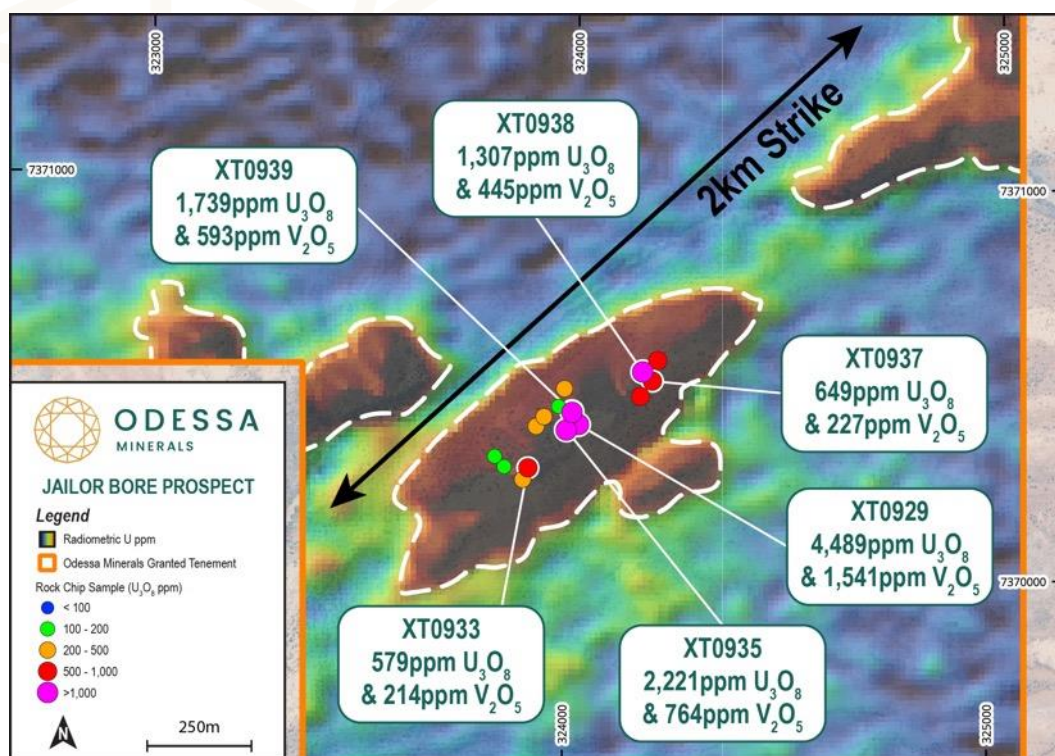 323000
324000
325000
7371000
7371000
2km Strike
XT0938
1,307ppm U₃O₈
& 445ppm V₂O₅
XT0939
1,739ppm U₃O₈
& 593ppm V₂O₅
XT0937
649ppm U₃O₈
& 227ppm V₂O₅
XT0929
4,489ppm U₃O₈
& 1,541ppm V₂O₅
XT0933
579ppm U₃O₈
& 214ppm V₂O₅
XT0935
2,221ppm U₃O₈
& 764ppm V₂O₅
7370000
324000
325000
ODESSA
MINERALS
JAILOR BORE PROSPECT
Legend
Radiometric U ppm
Odessa Minerals Granted Tenement
Rock Chip Sample (U₃O₈ ppm)
< 100
100 - 200
200 - 500
500 - 1,000
>1,000
N
250m